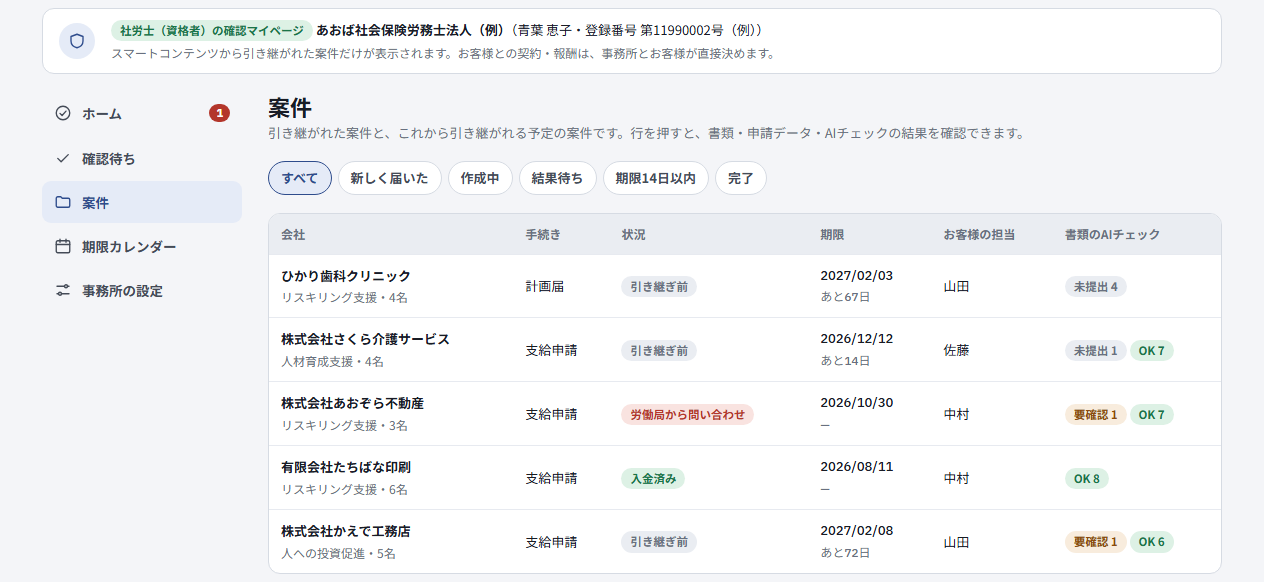 社労士（資格者）の確認マイページ あおば社会保険労務士法人（例）（青葉 恵子・登録番号 第11990002号（例））
スマートコンテンツから引き継がれた案件だけが表示されます。お客様との契約・報酬は、事務所とお客様が直接決めます。
ホーム 1
確認待ち
案件
期限カレンダー
事務所の設定
案件
引き継がれた案件と、これから引き継がれる予定の案件です。行を押すと、書類・申請データ・AIチェックの結果を確認できます。
すべて 新しく届いた 作成中 結果待ち 期限14日以内 完了
会社 手続き 状況 期限 お客様の担当 書類のAIチェック
ひかり歯科クリニック
リスキリング支援・4名
計画届 引き継ぎ前 2027/02/03
あと67日
山田 未提出 4
株式会社さくら介護サービス
人材育成支援・4名
支給申請 引き継ぎ前 2026/12/12
あと14日
佐藤 未提出 1 OK 7
株式会社あおぞら不動産
リスキリング支援・3名
支給申請 労働局から問い合わせ 2026/10/30
—
中村 要確認 1 OK 7
有限会社たちばな印刷
リスキリング支援・6名
支給申請 入金済み 2026/08/11
—
中村 OK 8
株式会社かえで工務店
人への投資促進・5名
支給申請 引き継ぎ前 2027/02/08
あと72日
山田 要確認 1 OK 6